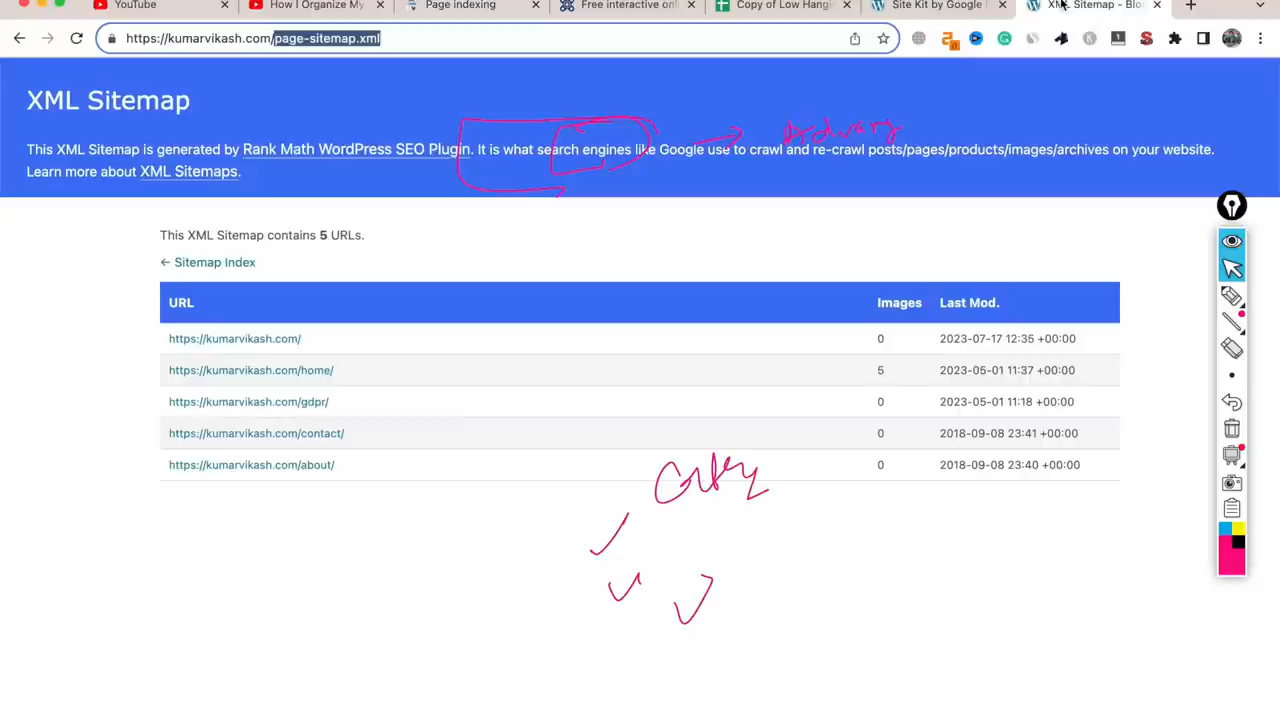 YouTube
How I Organize My
Page indexing
Free interactive onl
Copy of Low Hangi
Site Kit by Google
XML Sitemap - Blo
https://kumarvikash.com/page-sitemap.xml
XML Sitemap
This XML Sitemap is generated by Rank Math WordPress SEO Plugin. It is what search engines like Google use to crawl and re-crawl posts/pages/products/images/archives on your website.
Learn more about XML Sitemaps.
This XML Sitemap contains 5 URLs.
← Sitemap Index
URL Images Last Mod.
https://kumarvikash.com/ 0 2023-07-17 12:35 +00:00
https://kumarvikash.com/home/ 5 2023-05-01 11:37 +00:00
https://kumarvikash.com/gdpr/ 0 2023-05-01 11:18 +00:00
https://kumarvikash.com/contact/ 0 2018-09-08 23:41 +00:00
https://kumarvikash.com/about/ 0 2018-09-08 23:40 +00:00